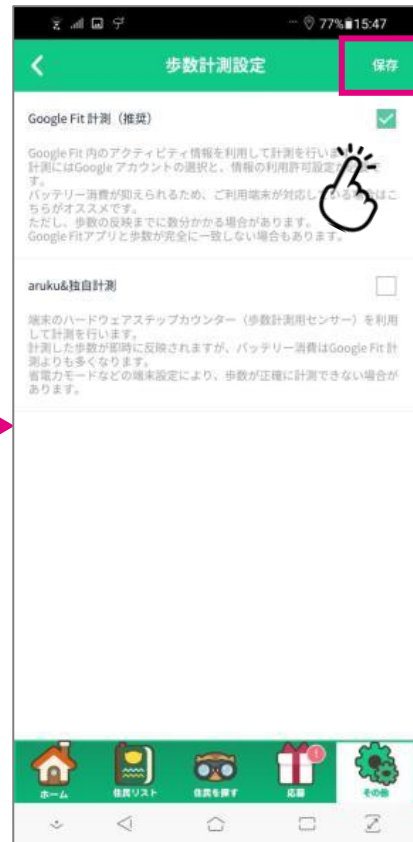 77% 15:47
歩数計測設定
保存
Google Fit 計測（推奨）
Google Fit 内のアクティビティ情報を利用して計測を行いま
計測にはGoogle アカウントの選択と、情報の利用許可設定
す。
バッテリー消費が抑えられるため、ご利用端末が対応している場合はこ
ちらがオススメです。
ただし、歩数の反映までに数分かかる場合があります。
Google Fitアプリと歩数が完全に一致しない場合もあります。
aruku&独自計測
端末のハードウェアステップカウンター（歩数計測用センサー）を利用
して計測を行います。
計測した歩数が即時に反映されますが、バッテリー消費はGoogle Fit 計
測よりも多くなります。
省電力モードなどの端末設定により、歩数が正確に計測できない場合が
あります。
ホーム
住民リスト
住民を探す
応募
その他